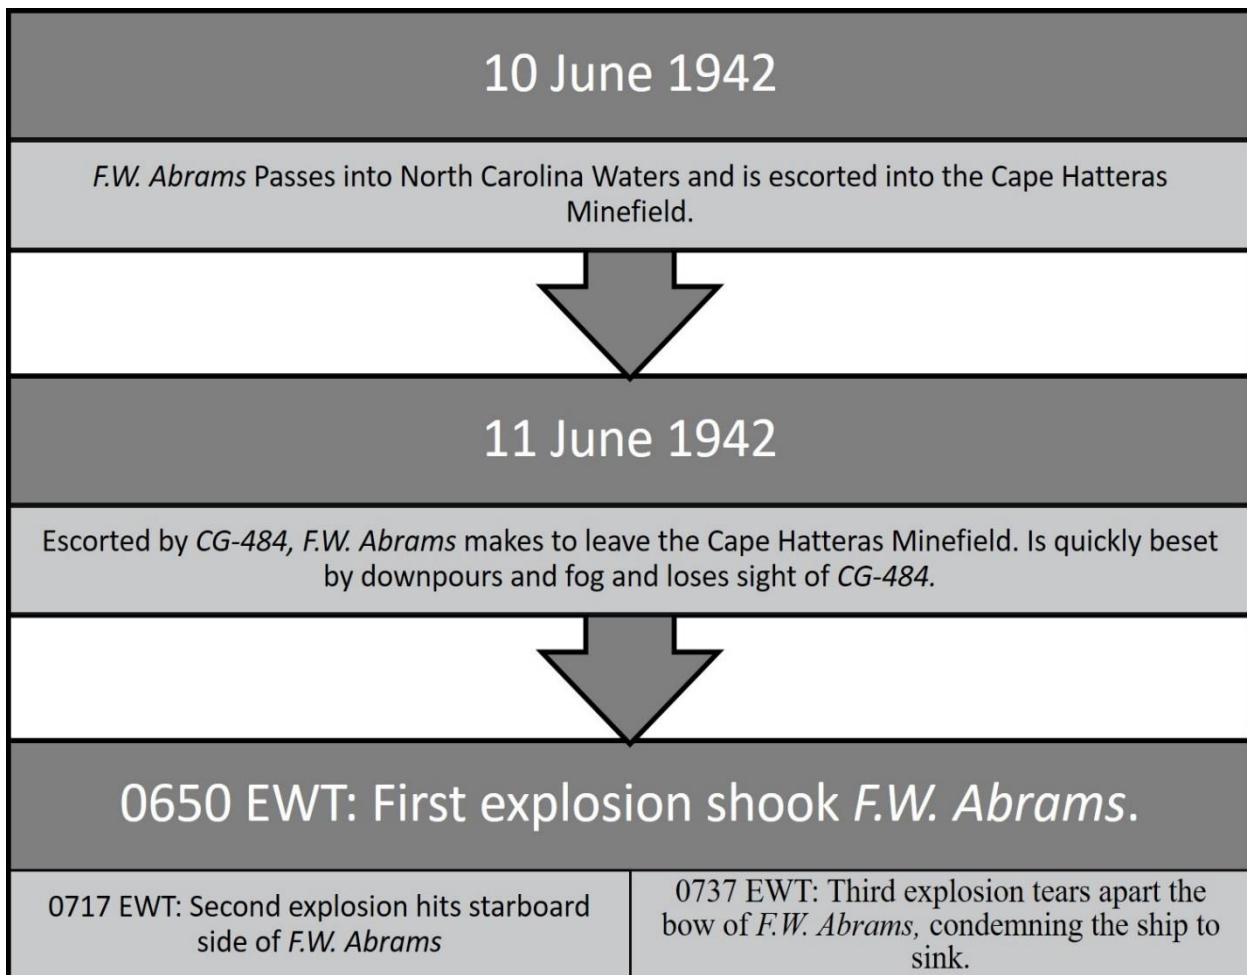 10 June 1942
F.W. Abrams Passes into North Carolina Waters and is escorted into the Cape Hatteras
Minefield.
11 June 1942
Escorted by CG-484, F.W. Abrams makes to leave the Cape Hatteras Minefield. Is quickly beset
by downpours and fog and loses sight of CG-484.
0650 EWT: First explosion shook F.W. Abrams.
0717 EWT: Second explosion hits starboard
side of F.W. Abrams
0737 EWT: Third explosion tears apart the
bow of F.W. Abrams, condemning the ship to
sink.